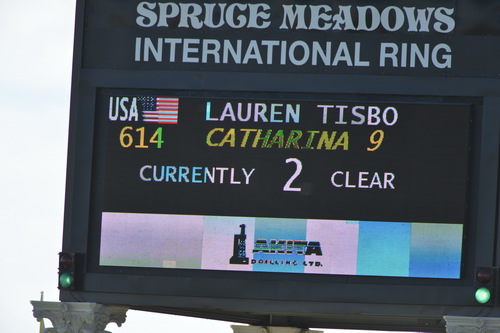 SPRUCE MEADOWS
INTERNATIONAL RING
USA LAUREN TISBO
614 CATHARINA 9
CURRENTLY 2 CLEAR
AKITA
DRILLING LTD.